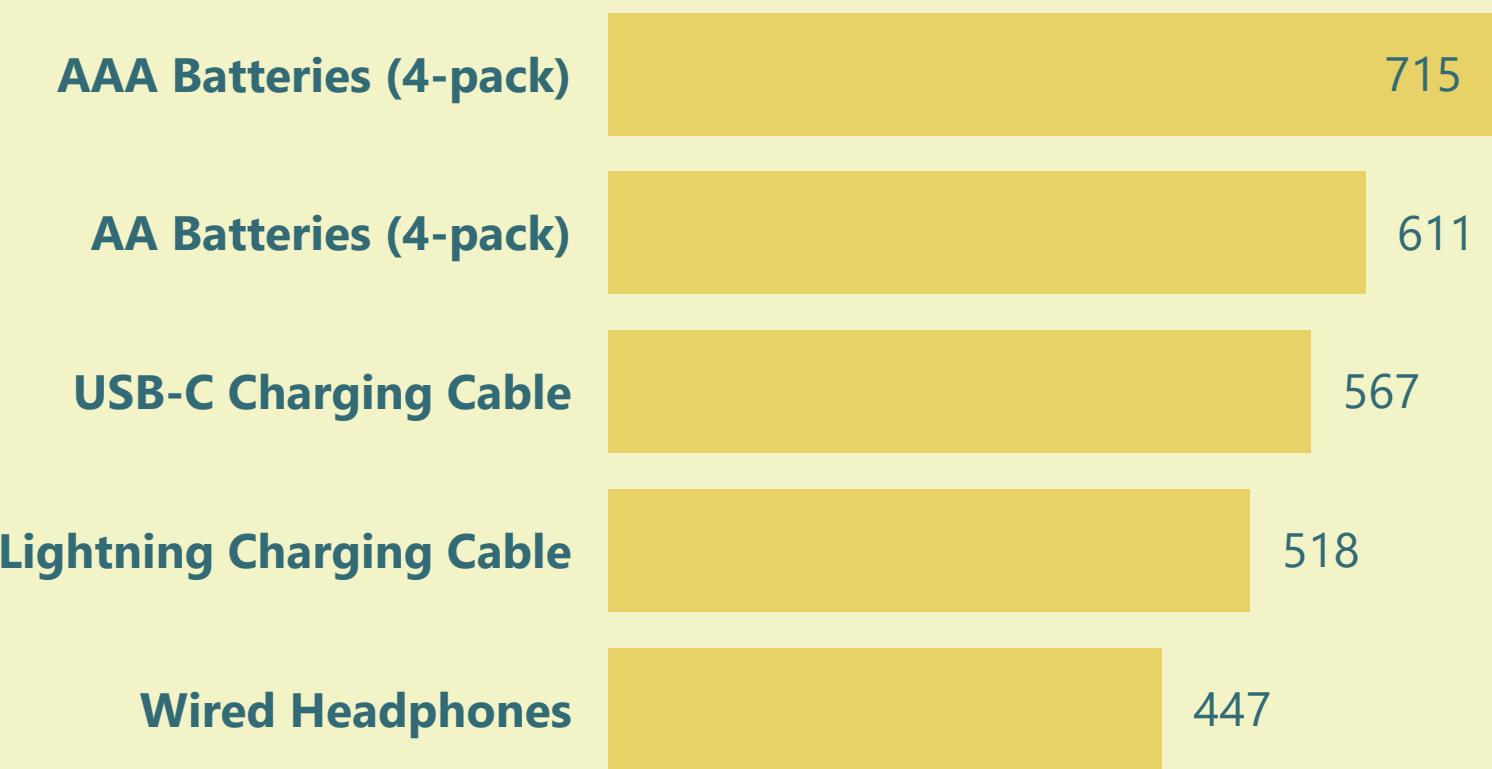 AAA Batteries (4-pack) 715
AA Batteries (4-pack) 611
USB-C Charging Cable 567
Lightning Charging Cable 518
Wired Headphones 447